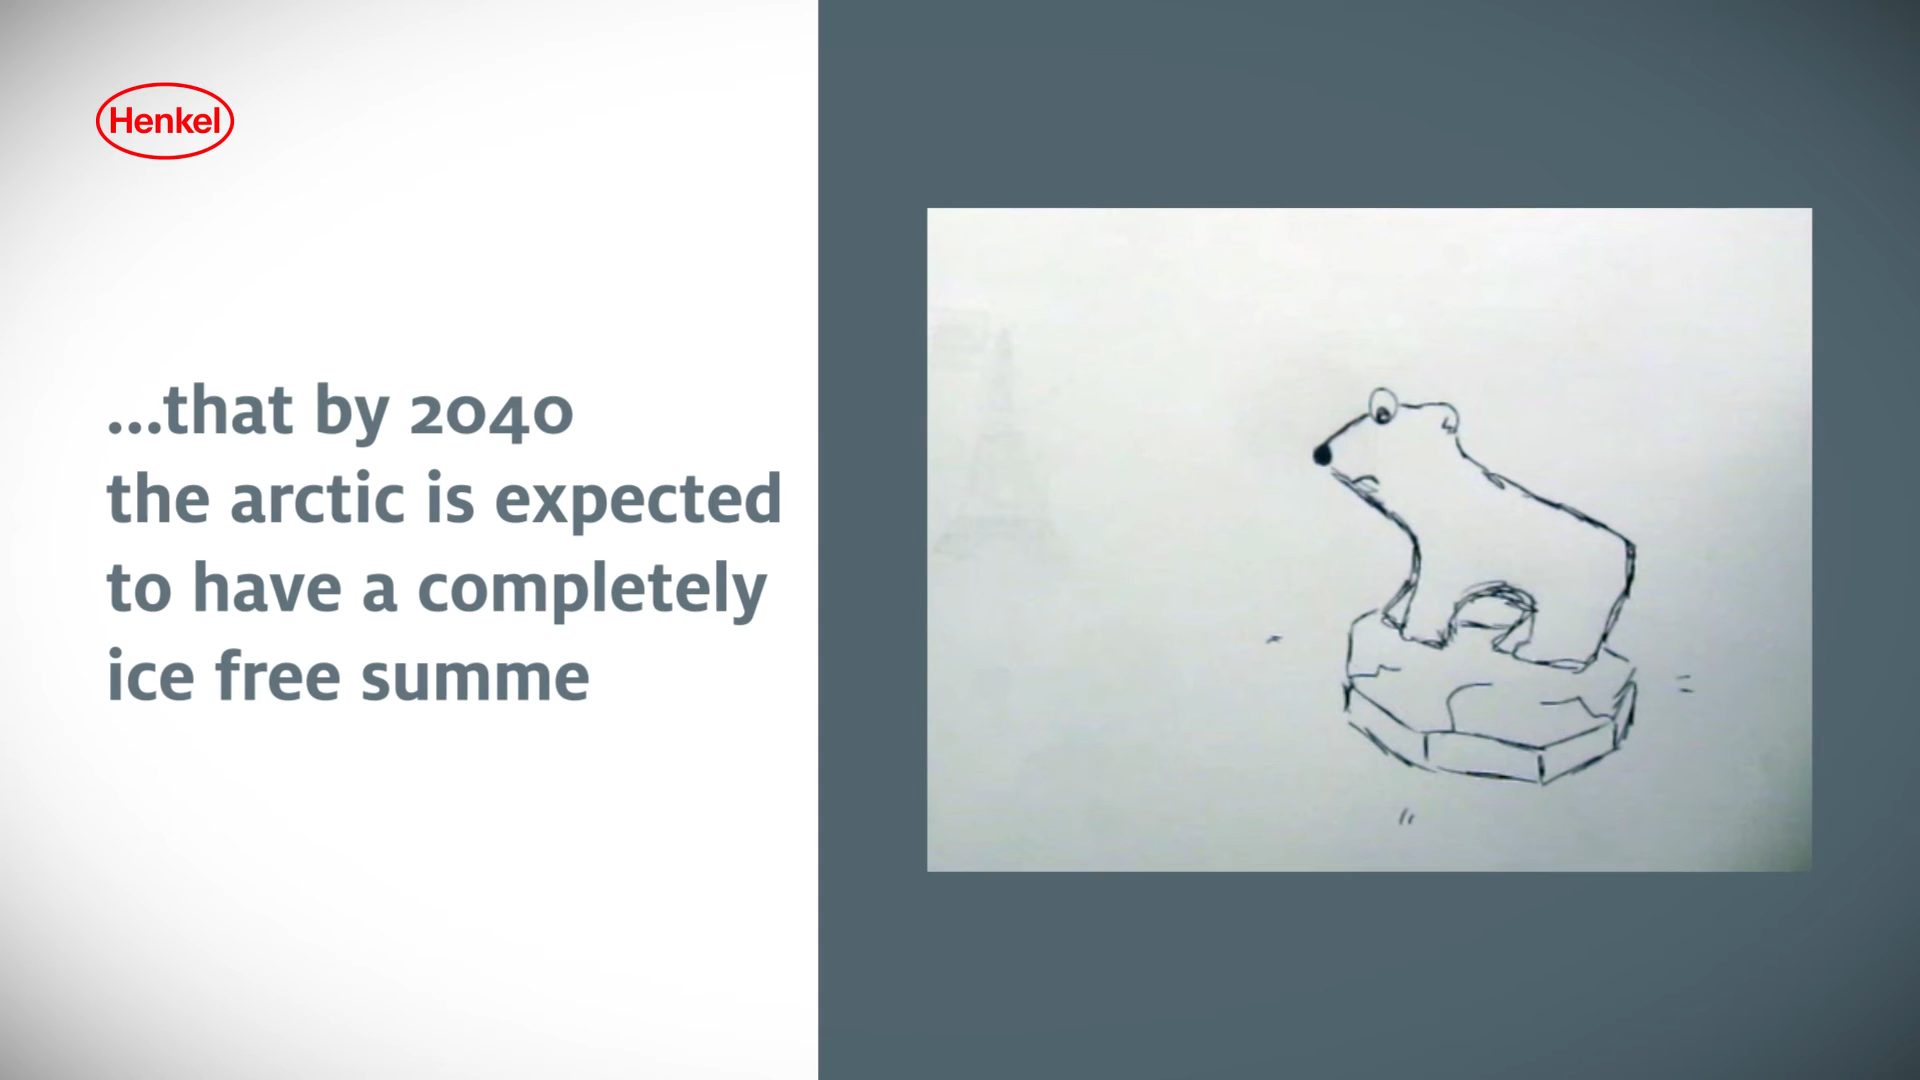 Henkel
...that by 2040
the arctic is expected
to have a completely
ice free summe